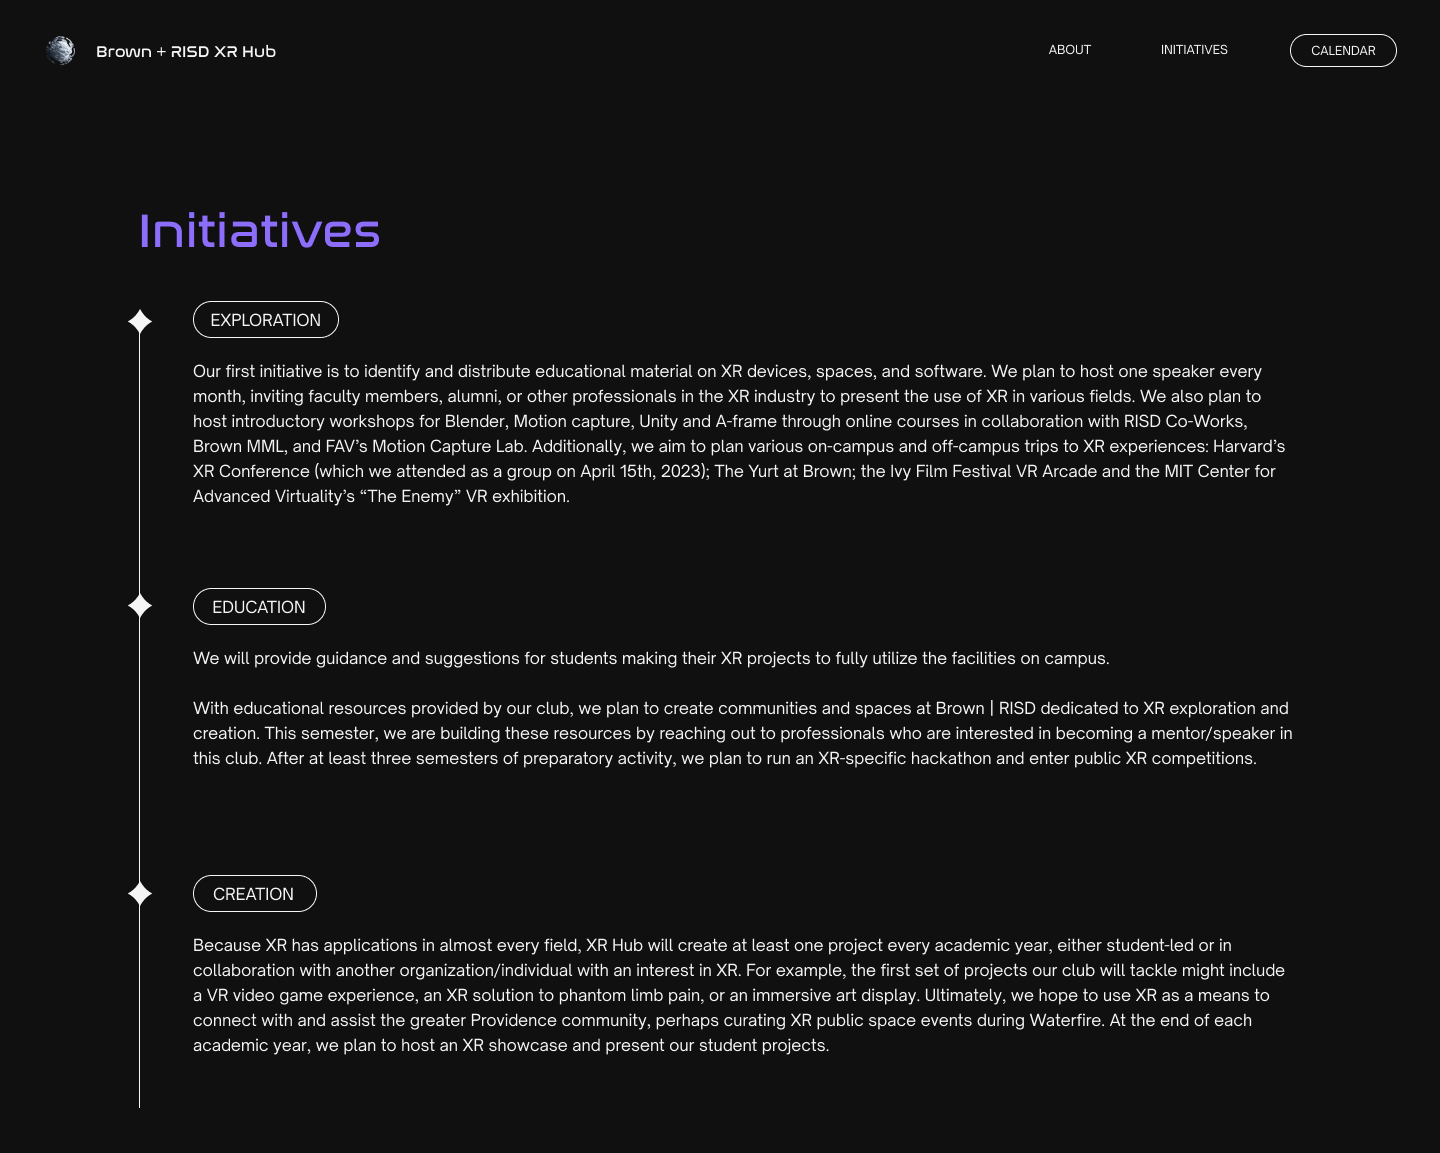 Brown + RISD XR Hub
ABOUT
INITIATIVES
CALENDAR
Initiatives
EXPLORATION
Our first initiative is to identify and distribute educational material on XR devices, spaces, and software. We plan to host one speaker every
month, inviting faculty members, alumni, or other professionals in the XR industry to present the use of XR in various fields. We also plan to
host introductory workshops for Blender, Motion capture, Unity and A-frame through online courses in collaboration with RISD Co-Works,
Brown MML, and FAV’s Motion Capture Lab. Additionally, we aim to plan various on-campus and off-campus trips to XR experiences: Harvard’s
XR Conference (which we attended as a group on April 15th, 2023); The Yurt at Brown; the Ivy Film Festival VR Arcade and the MIT Center for
Advanced Virtuality’s “The Enemy” VR exhibition.
EDUCATION
We will provide guidance and suggestions for students making their XR projects to fully utilize the facilities on campus.
With educational resources provided by our club, we plan to create communities and spaces at Brown | RISD dedicated to XR exploration and
creation. This semester, we are building these resources by reaching out to professionals who are interested in becoming a mentor/speaker in
this club. After at least three semesters of preparatory activity, we plan to run an XR-specific hackathon and enter public XR competitions.
CREATION
Because XR has applications in almost every field, XR Hub will create at least one project every academic year, either student-led or in
collaboration with another organization/individual with an interest in XR. For example, the first set of projects our club will tackle might include
a VR video game experience, an XR solution to phantom limb pain, or an immersive art display. Ultimately, we hope to use XR as a means to
connect with and assist the greater Providence community, perhaps curating XR public space events during Waterfire. At the end of each
academic year, we plan to host an XR showcase and present our student projects.